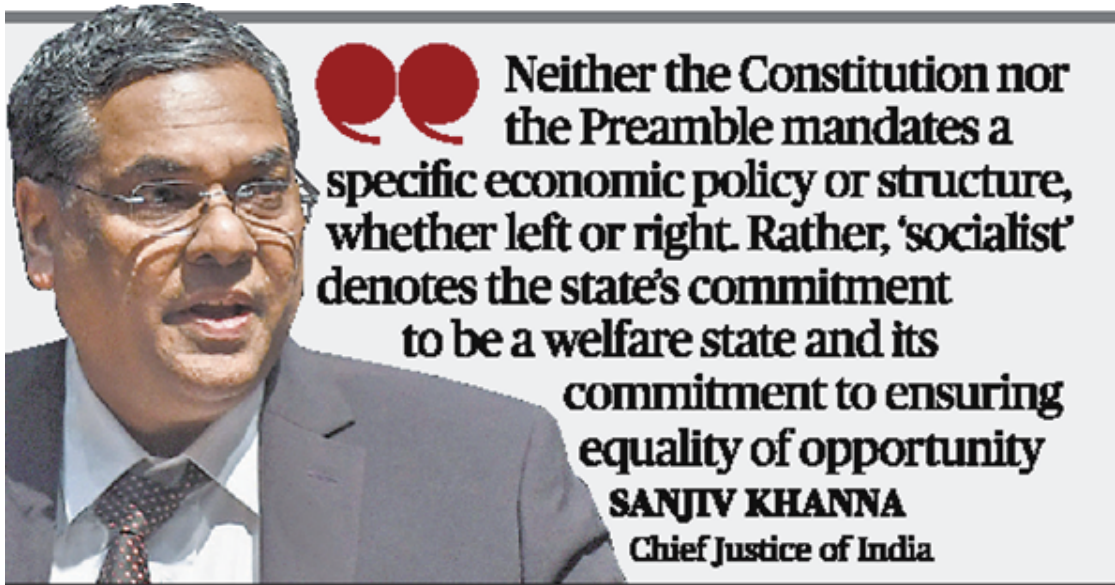 Neither the Constitution nor
the Preamble mandates a
specific economic policy or structure,
whether left or right. Rather, ‘socialist’
denotes the state’s commitment
to be a welfare state and its
commitment to ensuring
equality of opportunity
SANJIV KHANNA
Chief Justice of India